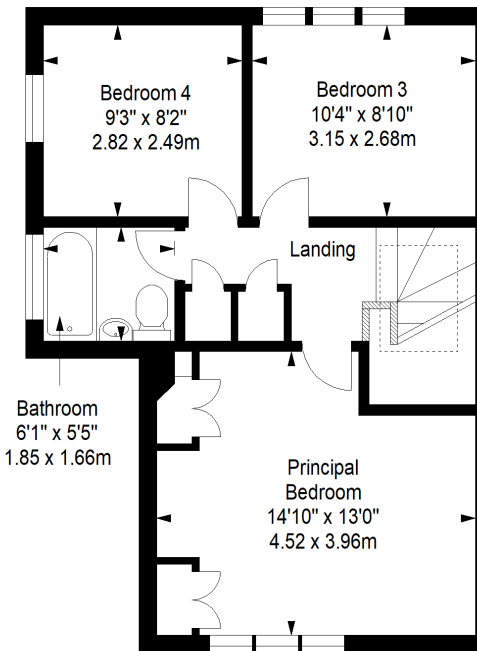 Bedroom 4
9'3" x 8'2"
2.82 x 2.49m
Bedroom 3
10'4" x 8'10"
3.15 x 2.68m
Landing
Bathroom
6'1" x 5'5"
1.85 x 1.66m
Principal
Bedroom
14'10" x 13'0"
4.52 x 3.96m